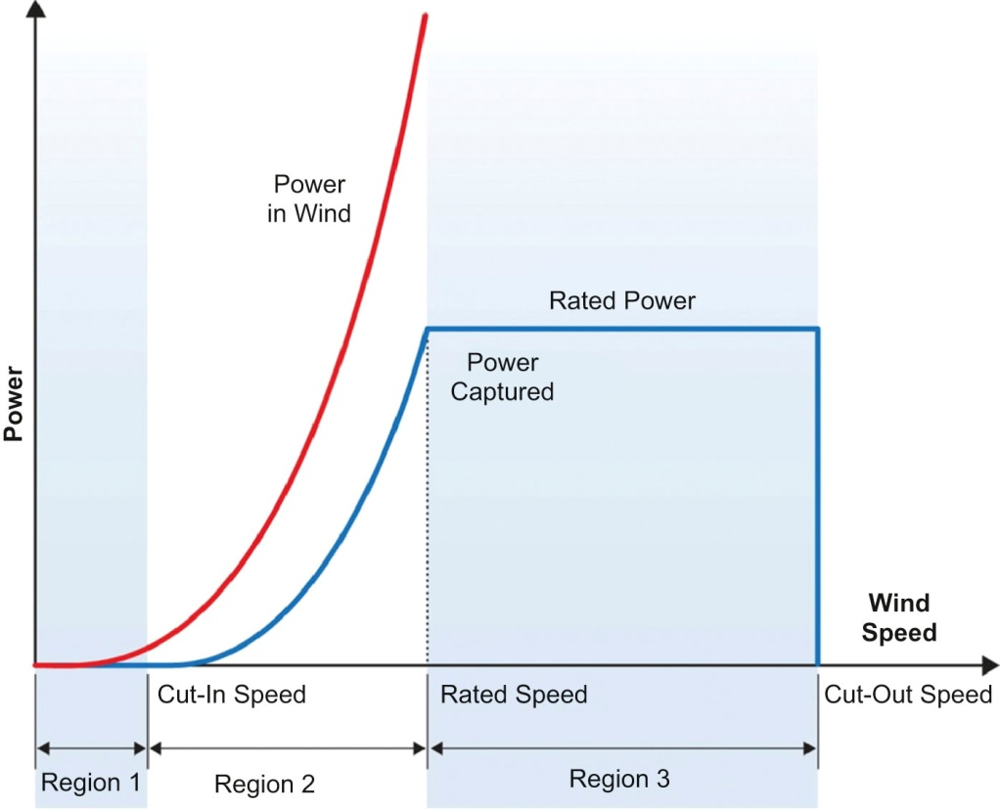 Power
in Wind
Rated Power
Power
Captured
Power
Wind
Speed
Cut-In Speed
Rated Speed
Cut-Out Speed
Region 1
Region 2
Region 3